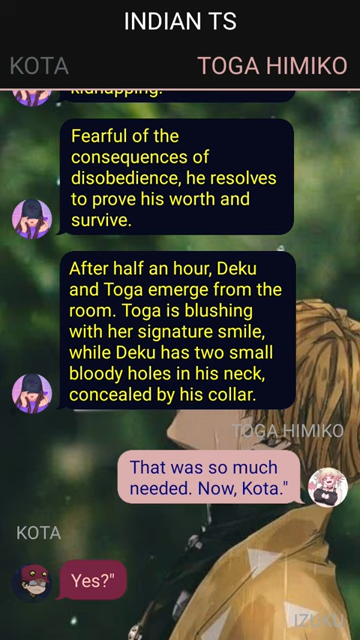 INDIAN TS
KOTA
TOGA HIMIKO
kidnapping.
Fearful of the
consequences of
disobedience, he resolves
to prove his worth and
survive.
After half an hour, Deku
and Toga emerge from the
room. Toga is blushing
with her signature smile,
while Deku has two small
bloody holes in his neck,
concealed by his collar.
TOGA HIMIKO
That was so much
needed. Now, Kota."
KOTA
Yes?"
IZUKU